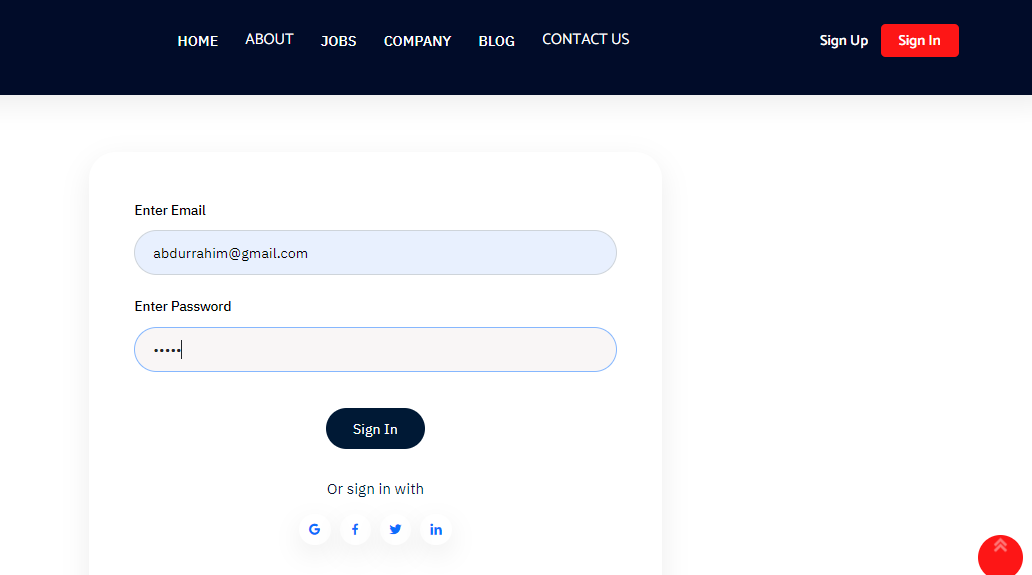 HOME ABOUT JOBS COMPANY BLOG CONTACT US Sign Up Sign In
Enter Email
abdurrahim@gmail.com
Enter Password
•••••
Sign In
Or sign in with